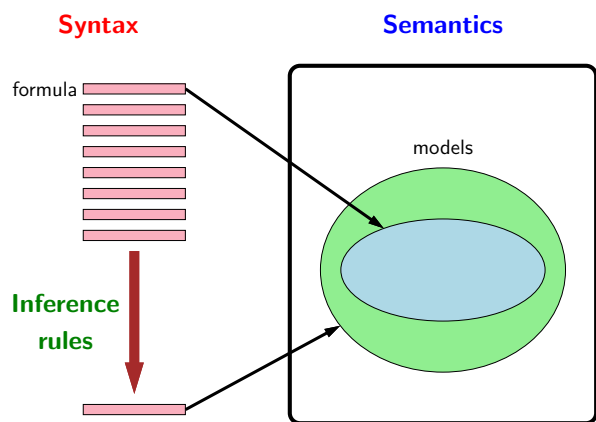 Syntax
Semantics
formula
models
Inference
rules